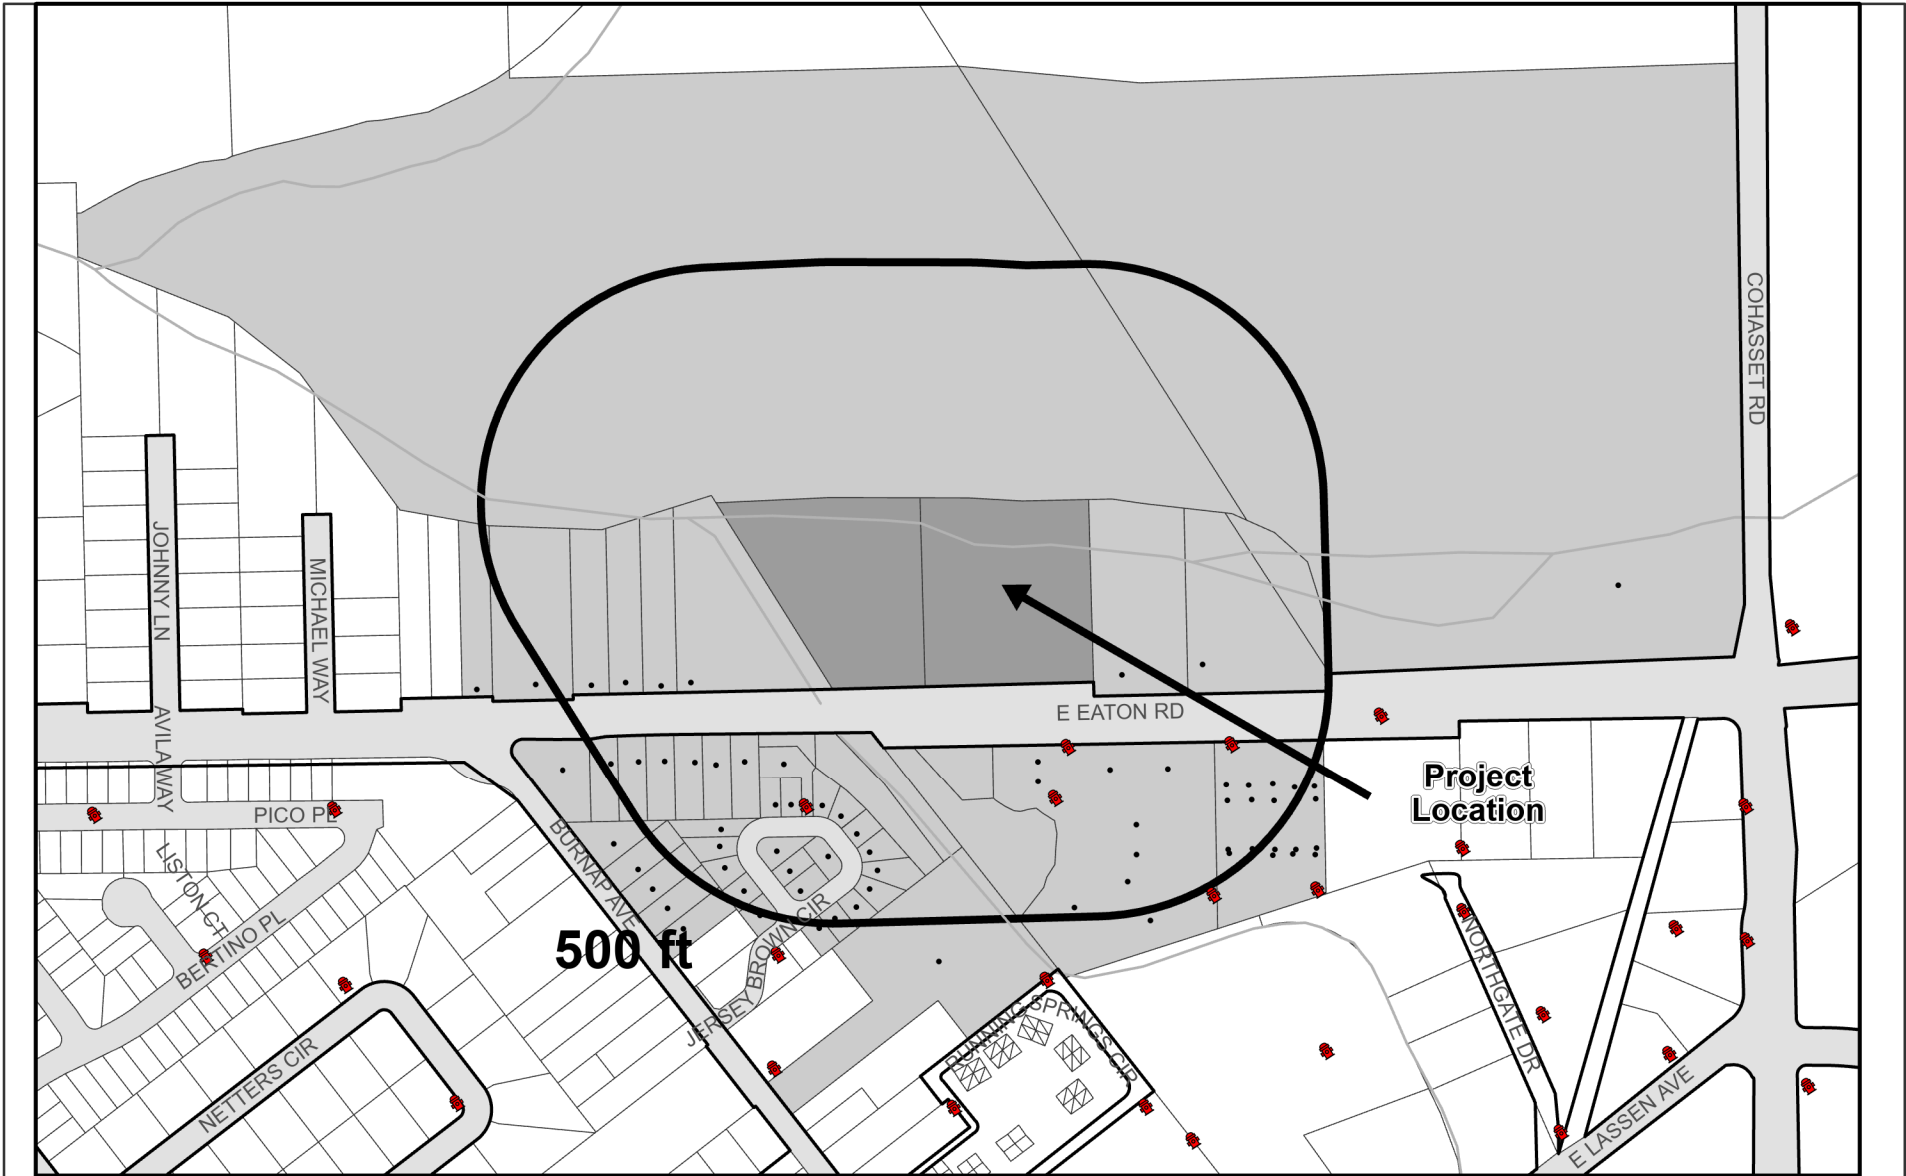 COHASSET RD
JOHNNY LN
MICHAEL WAY
AVILA WAY
E EATON RD
PICO PL
Project
Location
LISTON CT
BURNAP AVE
BERTINO PL
500 ft
JERSEY BROWN CIR
NORTHGATE DR
RUNNING SPRINGS CIR
NETTERS CIR
E LASSEN AVE